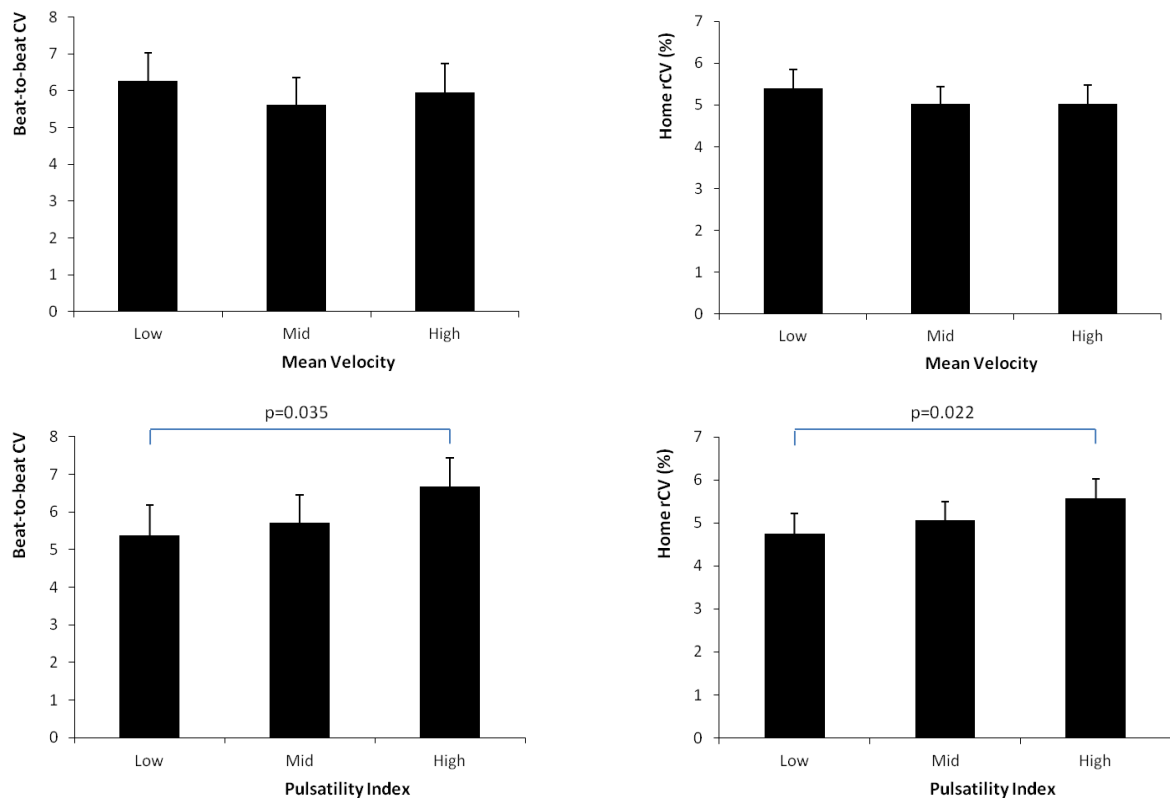 Beat-to-beat CV
8
7
6
5
4
3
2
1
0
Low Mid High
Mean Velocity
Home rCV (%)
7
6
5
4
3
2
1
0
Low Mid High
Mean Velocity
p=0.035
Beat-to-beat CV
8
7
6
5
4
3
2
1
0
Low Mid High
Pulsatility Index
p=0.022
Home rCV (%)
7
6
5
4
3
2
1
0
Low Mid High
Pulsatility Index